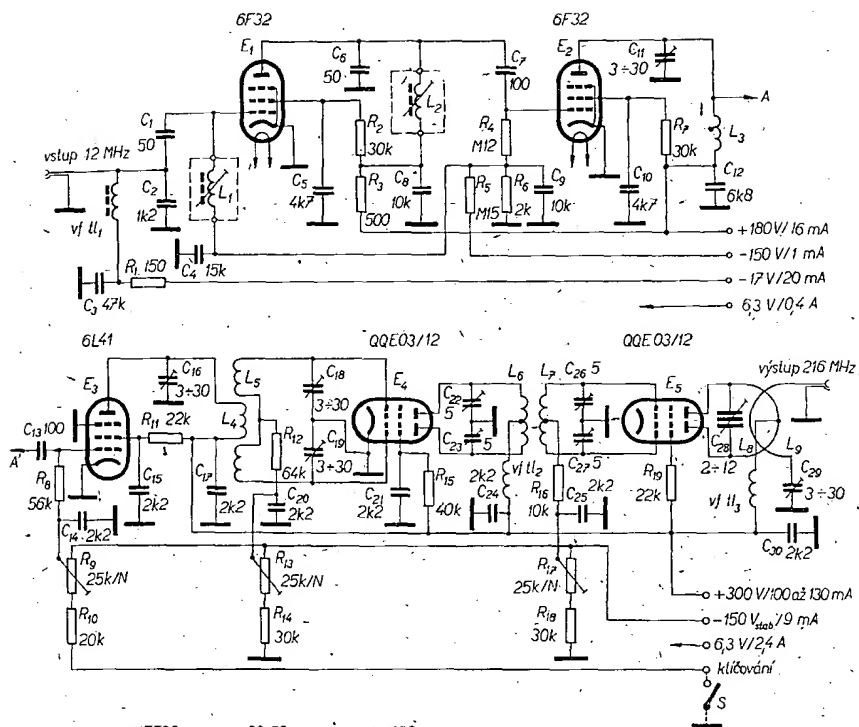 6F32
6F32
E1
C6
50
C7
100
E2
C11
3÷30
A
L2
C1
50
R2
30k
R4
M12
R7
30k
L3
vstup 12 MHz
C2
1k2
L1
C5
4k7
R3
500
C8
10k
R5
M15
R6
2k
C9
10k
C10
4k7
C12
6k8
vf tl1
+180V/16 mA
C4
15k
-150 V/1 mA
R1 150
-17 V/20 mA
C3
47k
6,3 V/0,4 A
6L41
QQE03/12
QQE 03/12
E3
C16
3÷30
L5
C18
3÷30
E4
L6
L7
C26
5
E5
výstup 216 MHz
C22
5
C13 100
A
R11 22k
L4
R12
64k
C19
3÷30
C23
5
C27
5
C28
2÷12
L8
L9
R8
56k
C15
2k2
C17
2k2
C20
2k2
C21
2k2
R15
40k
2k2
C24
vf tl2
R16
10k
C25
2k2
R19
22k
vf tl3
C29
3÷30
C14
2k2
C30
2k2
R9
25k/N
R13
25k/N
R17
25k/N
+300 V/100 až 130 mA
R10
20k
R14
30k
R18
30k
-150 Vstab/9 mA
6,3 V/2,4 A
klíčování
S